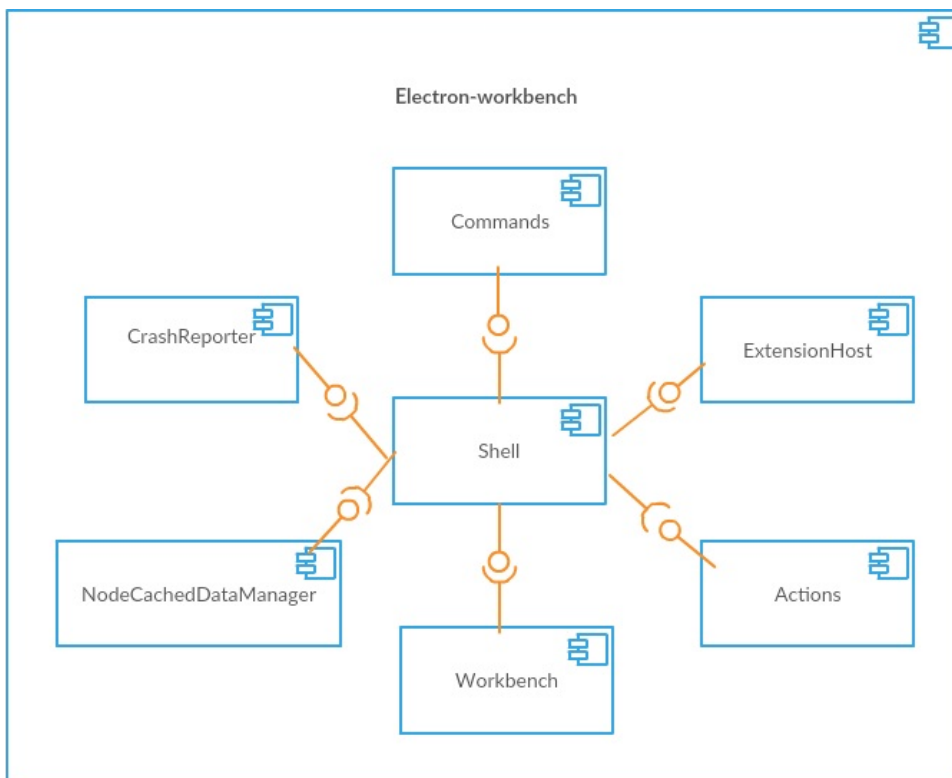 Electron-workbench
Commands
CrashReporter
ExtensionHost
Shell
NodeCachedDataManager
Actions
Workbench